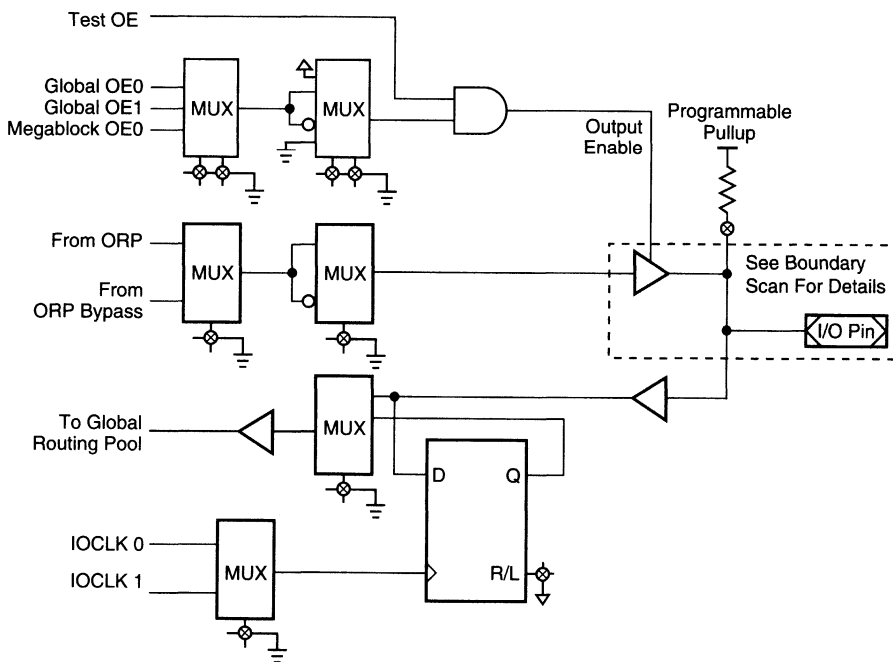 Test OE
Global OE0
Global OE1
Megablock OE0
MUX
MUX
Output
Enable
Programmable
Pullup
From ORP
From
ORP Bypass
MUX
MUX
See Boundary
Scan For Details
I/O Pin
To Global
Routing Pool
MUX
D
Q
R/L
IOCLK 0
IOCLK 1
MUX